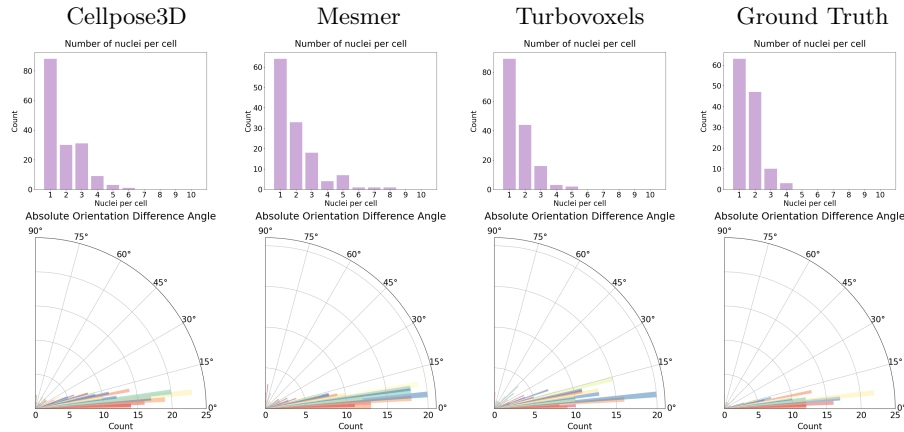 Cellpose3D Mesmer Turbovoxels Ground Truth
Number of nuclei per cell Number of nuclei per cell Number of nuclei per cell Number of nuclei per cell
Count
80
60
40
20
0
1 2 3 4 5 6 7 8 9 10
Nuclei per cell
Count
60
50
40
30
20
10
0
1 2 3 4 5 6 7 8 9 10
Nuclei per cell
Count
80
60
40
20
0
1 2 3 4 5 6 7 8 9 10
Nuclei per cell
Count
60
50
40
30
20
10
0
1 2 3 4 5 6 7 8 9 10
Nuclei per cell
Absolute Orientation Difference Angle Absolute Orientation Difference Angle Absolute Orientation Difference Angle Absolute Orientation Difference Angle
90°
75°
60°
45°
30°
15°
0°
0 5 10 15 20 25
Count
90°
75°
60°
45°
30°
15°
0°
0 5 10 15 20
Count
90°
75°
60°
45°
30°
15°
0°
0 5 10 15 20
Count
90°
75°
60°
45°
30°
15°
0°
0 5 10 15 20 25
Count